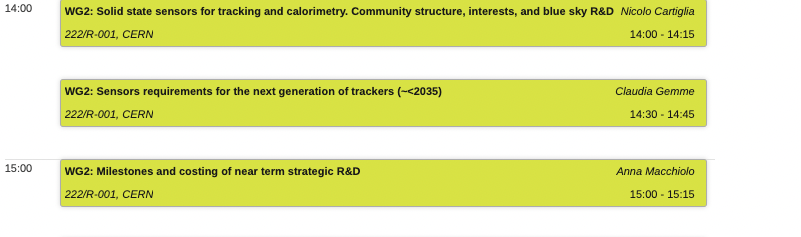 14:00
WG2: Solid state sensors for tracking and calorimetry. Community structure, interests, and blue sky R&D Nicolo Cartiglia
222/R-001, CERN 14:00 - 14:15
WG2: Sensors requirements for the next generation of trackers (~<2035) Claudia Gemme
222/R-001, CERN 14:30 - 14:45
15:00
WG2: Milestones and costing of near term strategic R&D Anna Macchiolo
222/R-001, CERN 15:00 - 15:15